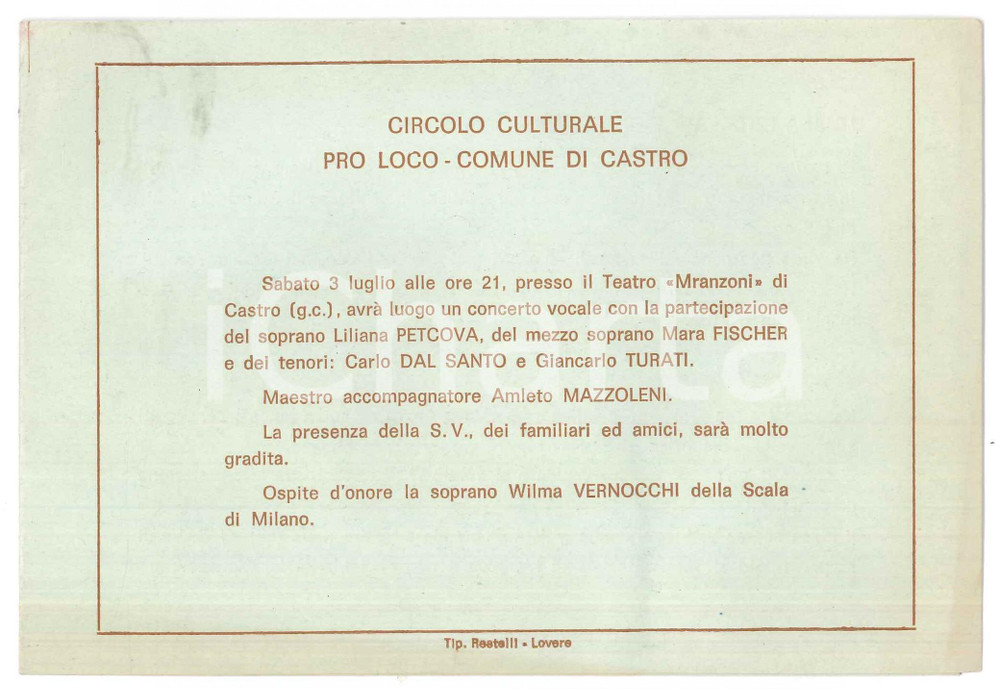 CIRCOLO CULTURALE
PRO LOCO - COMUNE DI CASTRO
Sabato 3 luglio alle ore 21, presso il Teatro «Mranzoni» di
Castro (g.c.), avrà luogo un concerto vocale con la partecipazione
del soprano Liliana PETCOVA, del mezzo soprano Mara FISCHER
e dei tenori: Carlo DAL SANTO e Giancarlo TURATI.
Maestro accompagnatore Amleto MAZZOLENI.
La presenza della S.V., dei familiari ed amici, sarà molto
gradita.
Ospite d'onore la soprano Wilma VERNOCCHI della Scala
di Milano.
Tip. Restelli - Lovere
iCharta